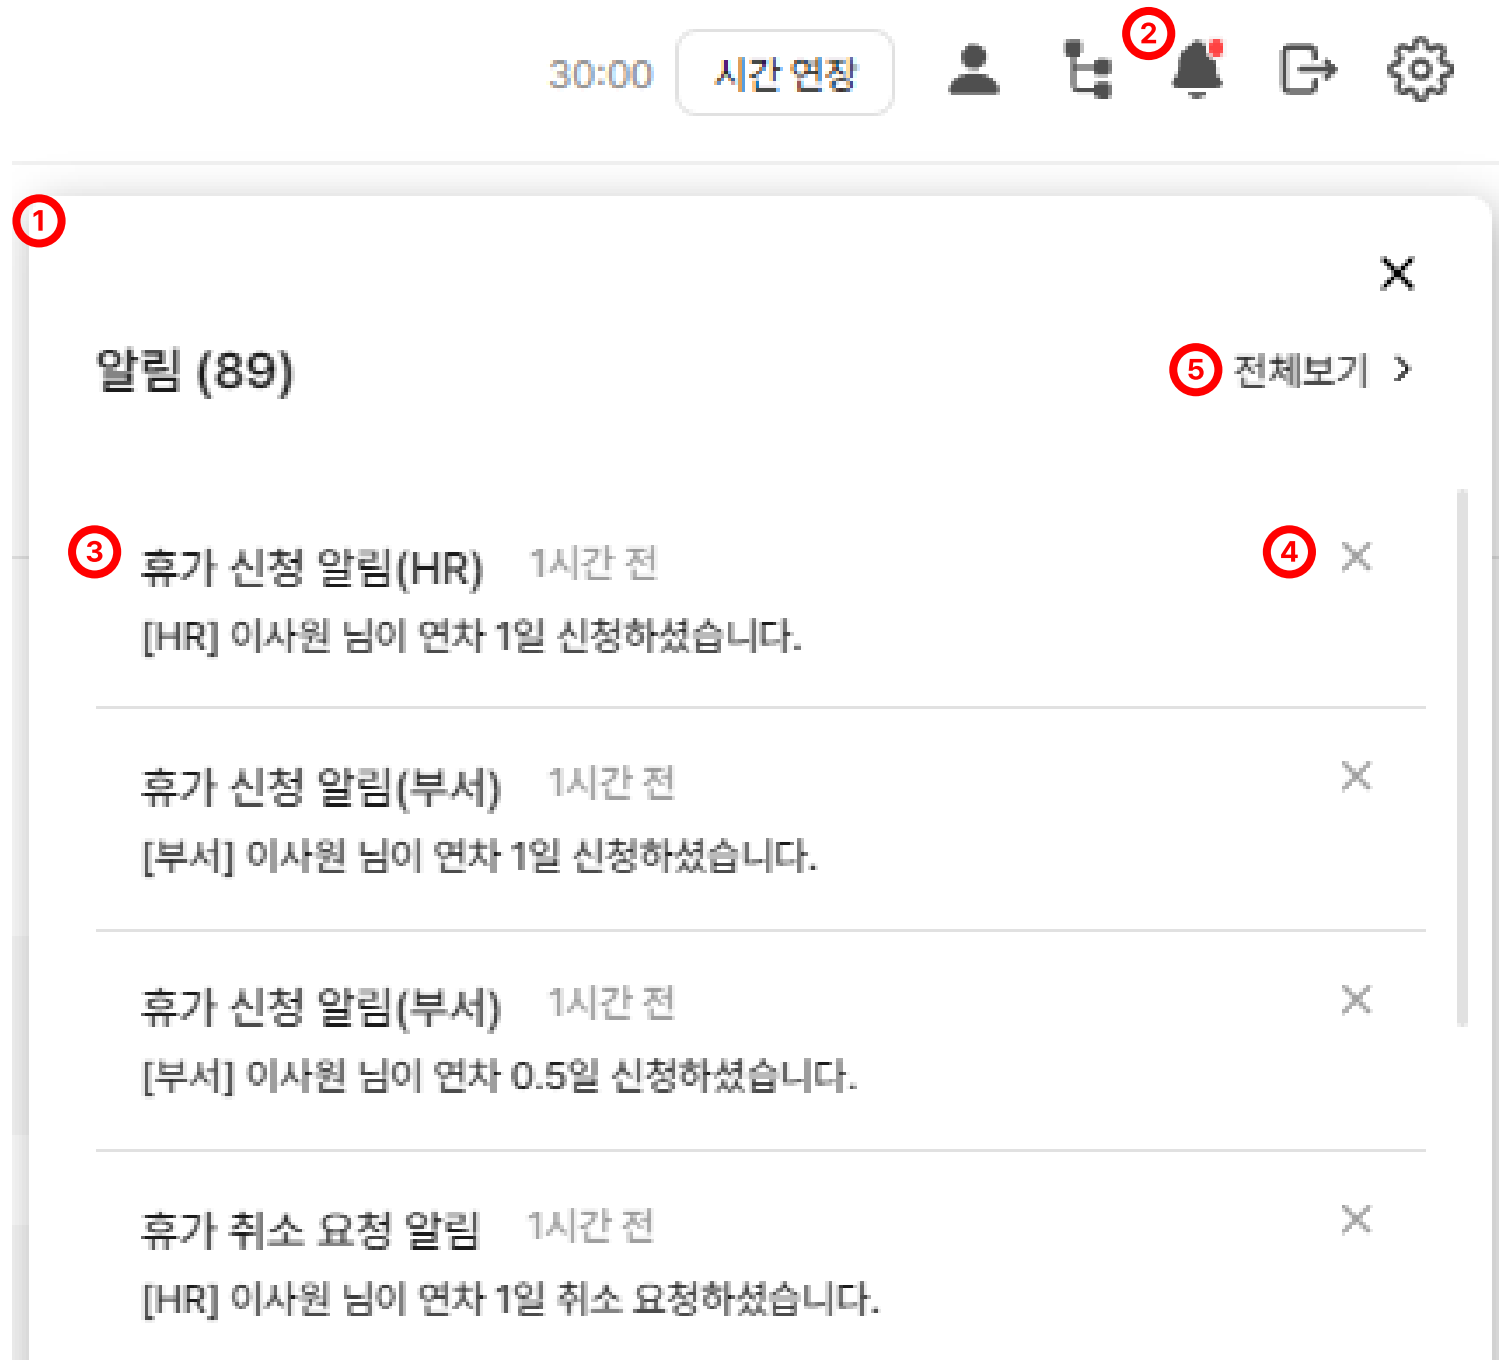 30:00 시간 연장 2
1
알림 (89)
5 전체보기
3 휴가 신청 알림(HR) 1시간 전 4
[HR] 이사원 님이 연차 1일 신청하셨습니다.
휴가 신청 알림(부서) 1시간 전
[부서] 이사원 님이 연차 1일 신청하셨습니다.
휴가 신청 알림(부서) 1시간 전
[부서] 이사원 님이 연차 0.5일 신청하셨습니다.
휴가 취소 요청 알림 1시간 전
[HR] 이사원 님이 연차 1일 취소 요청하셨습니다.